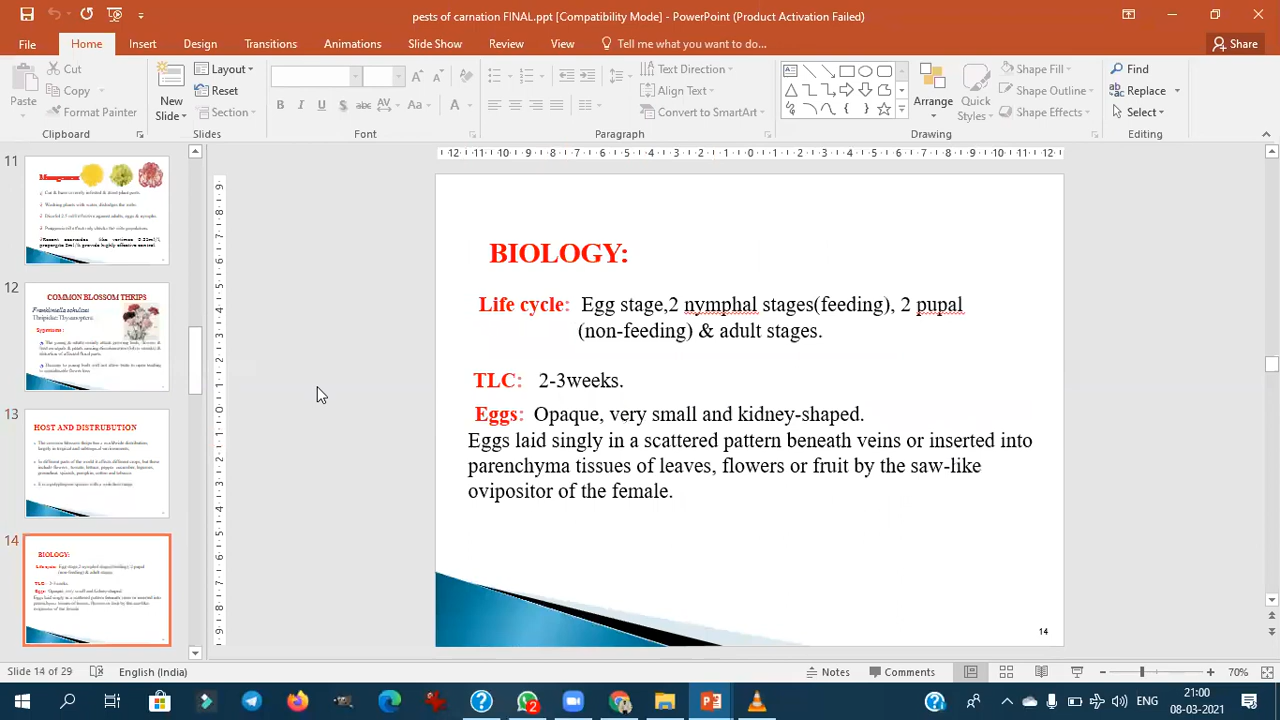 pests of carnation FINAL.ppt [Compatibility Mode] - PowerPoint (Product Activation Failed)
File Home Insert Design Transitions Animations Slide Show Review View Tell me what you want to do... Share
Paste Cut Copy Format Painter
New Slide Layout Reset Section
Text Direction Align Text Convert to SmartArt
Arrange Quick Styles Shape Fill Shape Outline Shape Effects
Find Replace Select
Clipboard Slides Font Paragraph Drawing Editing
11
12
COMMON BLOSSOM THRIPS
Frankliniella schultzei
Thripidae: Thysanoptera
Symptoms:
13
HOST AND DISTRUBUTION
14
BIOLOGY:
Life cycle: Egg stage,2 nymphal stages(feeding), 2 pupal
(non-feeding) & adult stages.
TLC: 2-3weeks.
Eggs: Opaque, very small and kidney-shaped.
Eggs laid singly in a scattered pattern beneath veins or inserted into
parenchyma tissues of leaves, flowers or fruit by the saw-like
ovipositor of the female.
14
Slide 14 of 29 English (India) Notes Comments 70%
ENG 21:00 08-03-2021